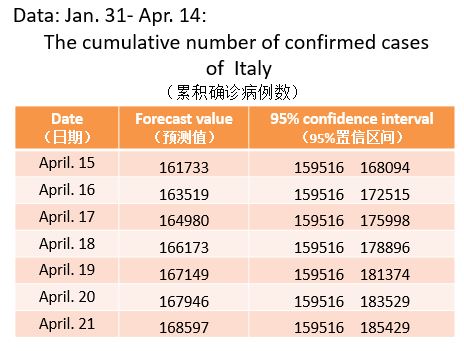 Data: Jan. 31- Apr. 14:
The cumulative number of confirmed cases
of Italy
（累积确诊病例数）
Date Forecast value 95% confidence interval
（日期） （预测值） （95%置信区间）
April. 15 161733 159516 168094
April. 16 163519 159516 172515
April. 17 164980 159516 175998
April. 18 166173 159516 178896
April. 19 167149 159516 181374
April. 20 167946 159516 183529
April. 21 168597 159516 185429